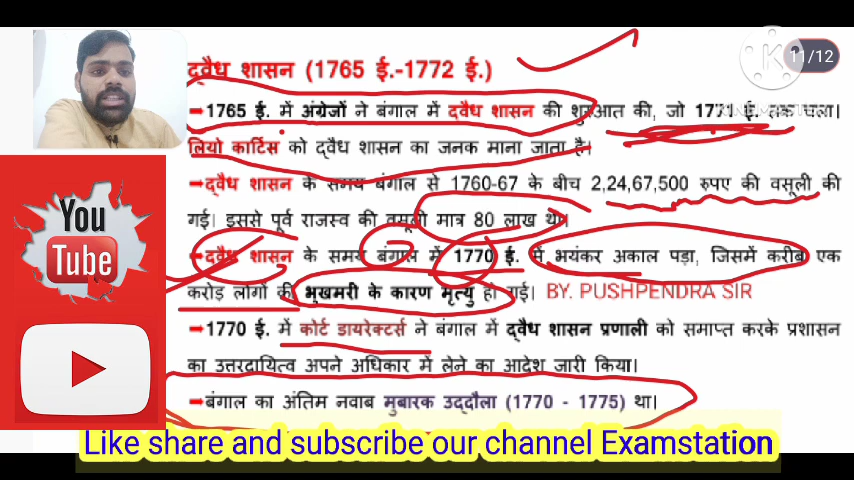 द्वैध शासन (1765 ई.-1772 ई.)
11/12
➡1765 ई. में अंग्रेजों ने बंगाल में द्वैध शासन की शुरुआत की, जो 1771 ई. तक चला।
लियो कार्टिस को द्वैध शासन का जनक माना जाता है।
➡द्वैध शासन के समय बंगाल से 1760-67 के बीच 2,24,67,500 रुपए की वसूली की
गई। इससे पूर्व राजस्व की वसूली मात्र 80 लाख थी।
➡द्वैध शासन के समय बंगाल में 1770 ई. में भयंकर अकाल पड़ा, जिसमें करीब एक
करोड़ लोगों की भुखमरी के कारण मृत्यु हो गई। BY. PUSHPENDRA SIR
➡1770 ई. में कोर्ट डायरेक्टर्स ने बंगाल में द्वैध शासन प्रणाली को समाप्त करके प्रशासन
का उत्तरदायित्व अपने अधिकार में लेने का आदेश जारी किया।
➡बंगाल का अंतिम नवाब मुबारक उद्दौला (1770 - 1775) था।
You
Tube
Like share and subscribe our channel Examstation